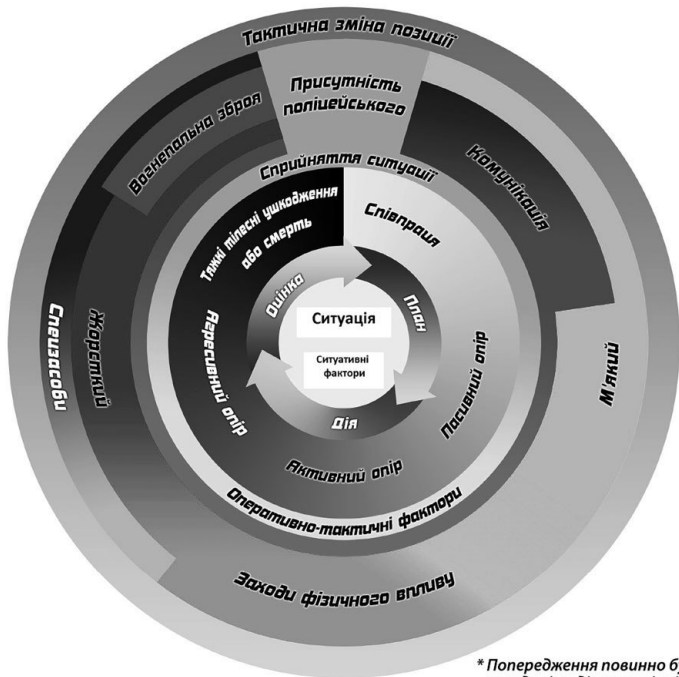 Тактична зміна позиції
Присутність
поліцейського
Вогнепальна зброя
Комунікація
Сприйняття ситуації
Тяжкі тілесні ушкодження
або смерть
Співпраця
Оцінка
План
Ситуація
Ситуативні
фактори
Дія
Агресивний опір
Пасивний опір
Активний опір
Спецзасоби
Жорсткий
М'який
Оперативно-тактичні фактори
Заходи фізичного впливу
* Попередження повинно б